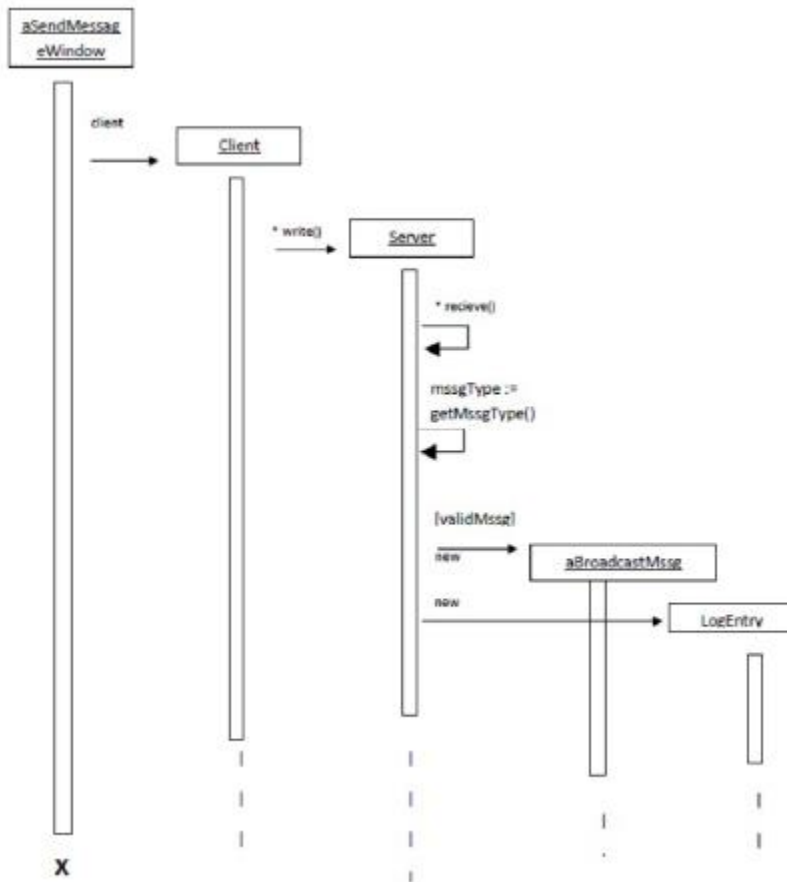 aSendMessag
eWindow
client
Client
* write()
Server
* recieve()
mssgType :=
getMssgType()
[validMssg]
new
aBroadcastMssg
new
LogEntry
X